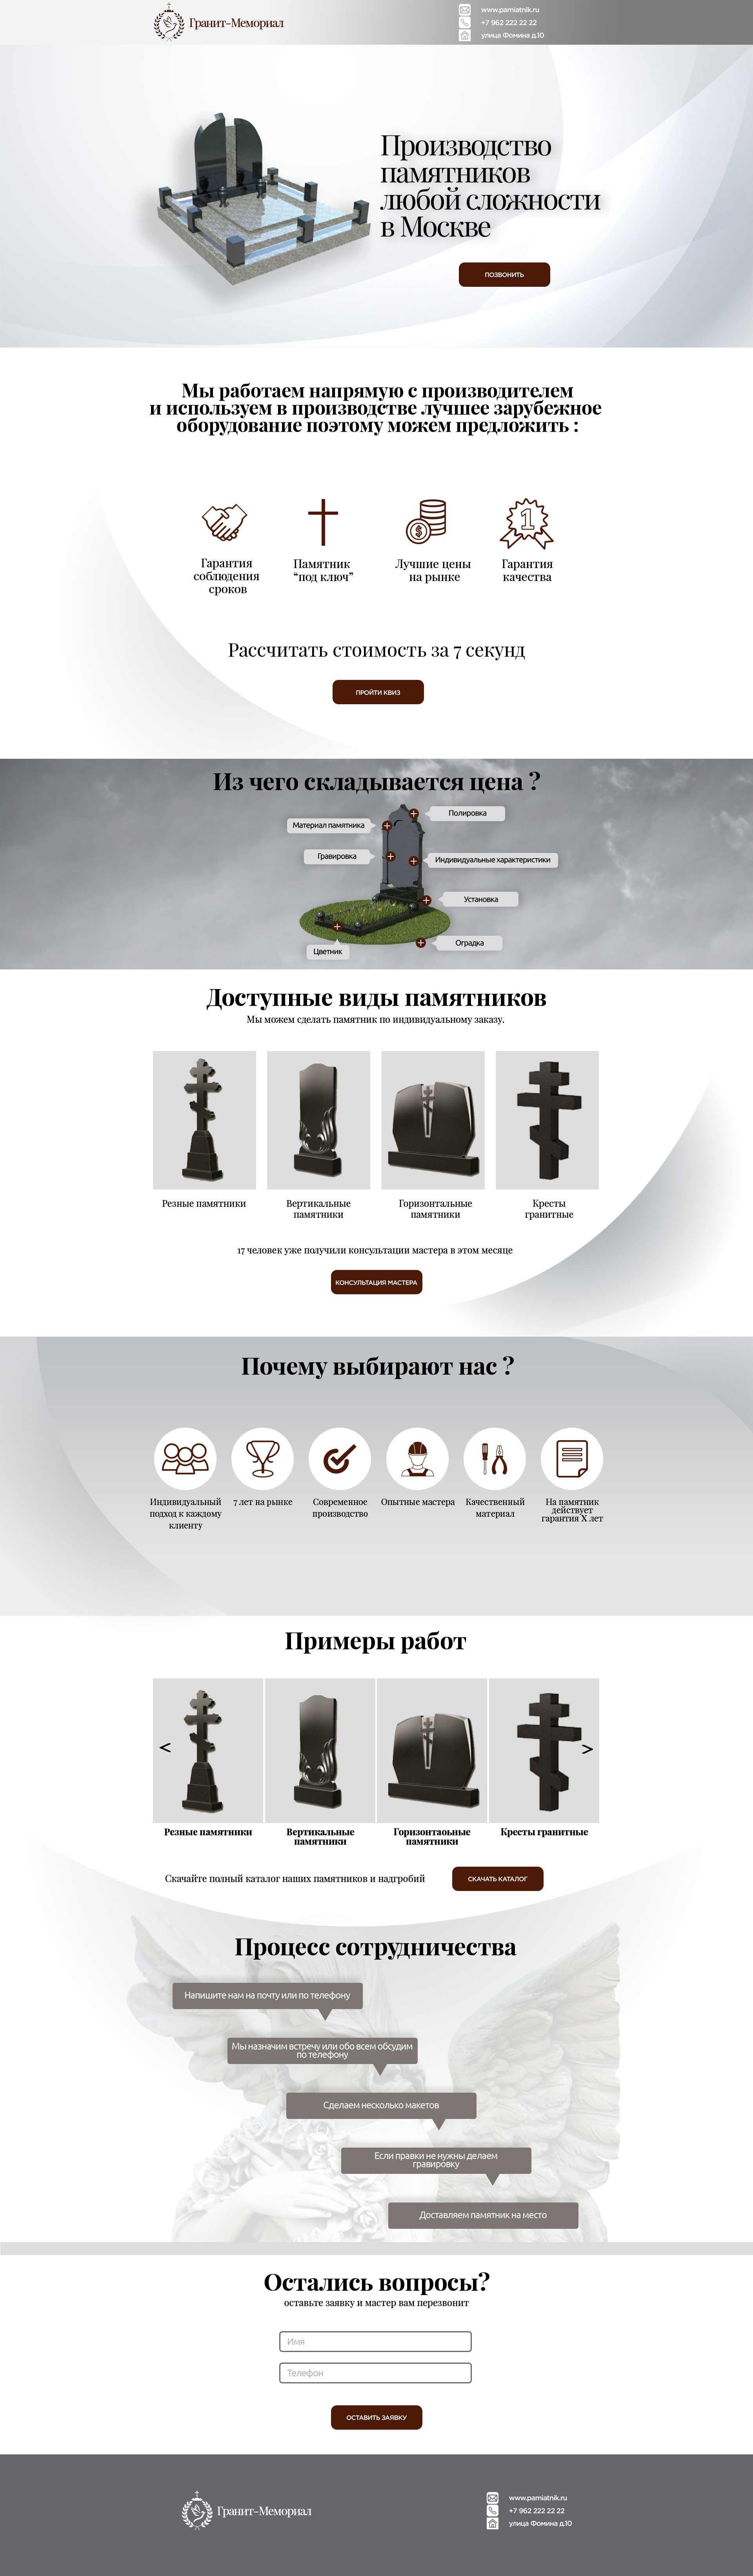 Гранит-Мемориал
www.pamiatnik.ru
+7 962 222 22 22
улица Фомина д.10
Производство
памятников
любой сложности
в Москве
ПОЗВОНИТЬ
Мы работаем напрямую с производителем
и используем в производстве лучшее зарубежное
оборудование поэтому можем предложить :
Гарантия
соблюдения
сроков
Памятник
“под ключ”
Лучшие цены
на рынке
1
Гарантия
качества
Рассчитать стоимость за 7 секунд
ПРОЙТИ КВИЗ
Из чего складывается цена ?
Полировка
Материал памятника
Гравировка
Индивидуальные характеристики
Установка
Оградка
Цветник
Доступные виды памятников
Мы можем сделать памятник по индивидуальному заказу.
Резные памятники
Вертикальные
памятники
Горизонтальные
памятники
Кресты
гранитные
17 человек уже получили консультации мастера в этом месяце
КОНСУЛЬТАЦИЯ МАСТЕРА
Почему выбирают нас ?
Индивидуальный
подход к каждому
клиенту
7 лет на рынке
Современное
производство
Опытные мастера
Качественный
материал
На памятник
действует
гарантия X лет
Примеры работ
<
>
Резные памятники
Вертикальные
памятники
Горизонтаоьные
памятники
Кресты гранитные
Скачайте полный каталог наших памятников и надгробий
СКАЧАТЬ КАТАЛОГ
Процесс сотрудничества
Напишите нам на почту или по телефону
Мы назначим встречу или обо всем обсудим
по телефону
Сделаем несколько макетов
Если правки не нужны делаем
гравировку
Доставляем памятник на место
Остались вопросы?
оставьте заявку и мастер вам перезвонит
Имя
Телефон
ОСТАВИТЬ ЗАЯВКУ
Гранит-Мемориал
www.pamiatnik.ru
+7 962 222 22 22
улица Фомина д.10